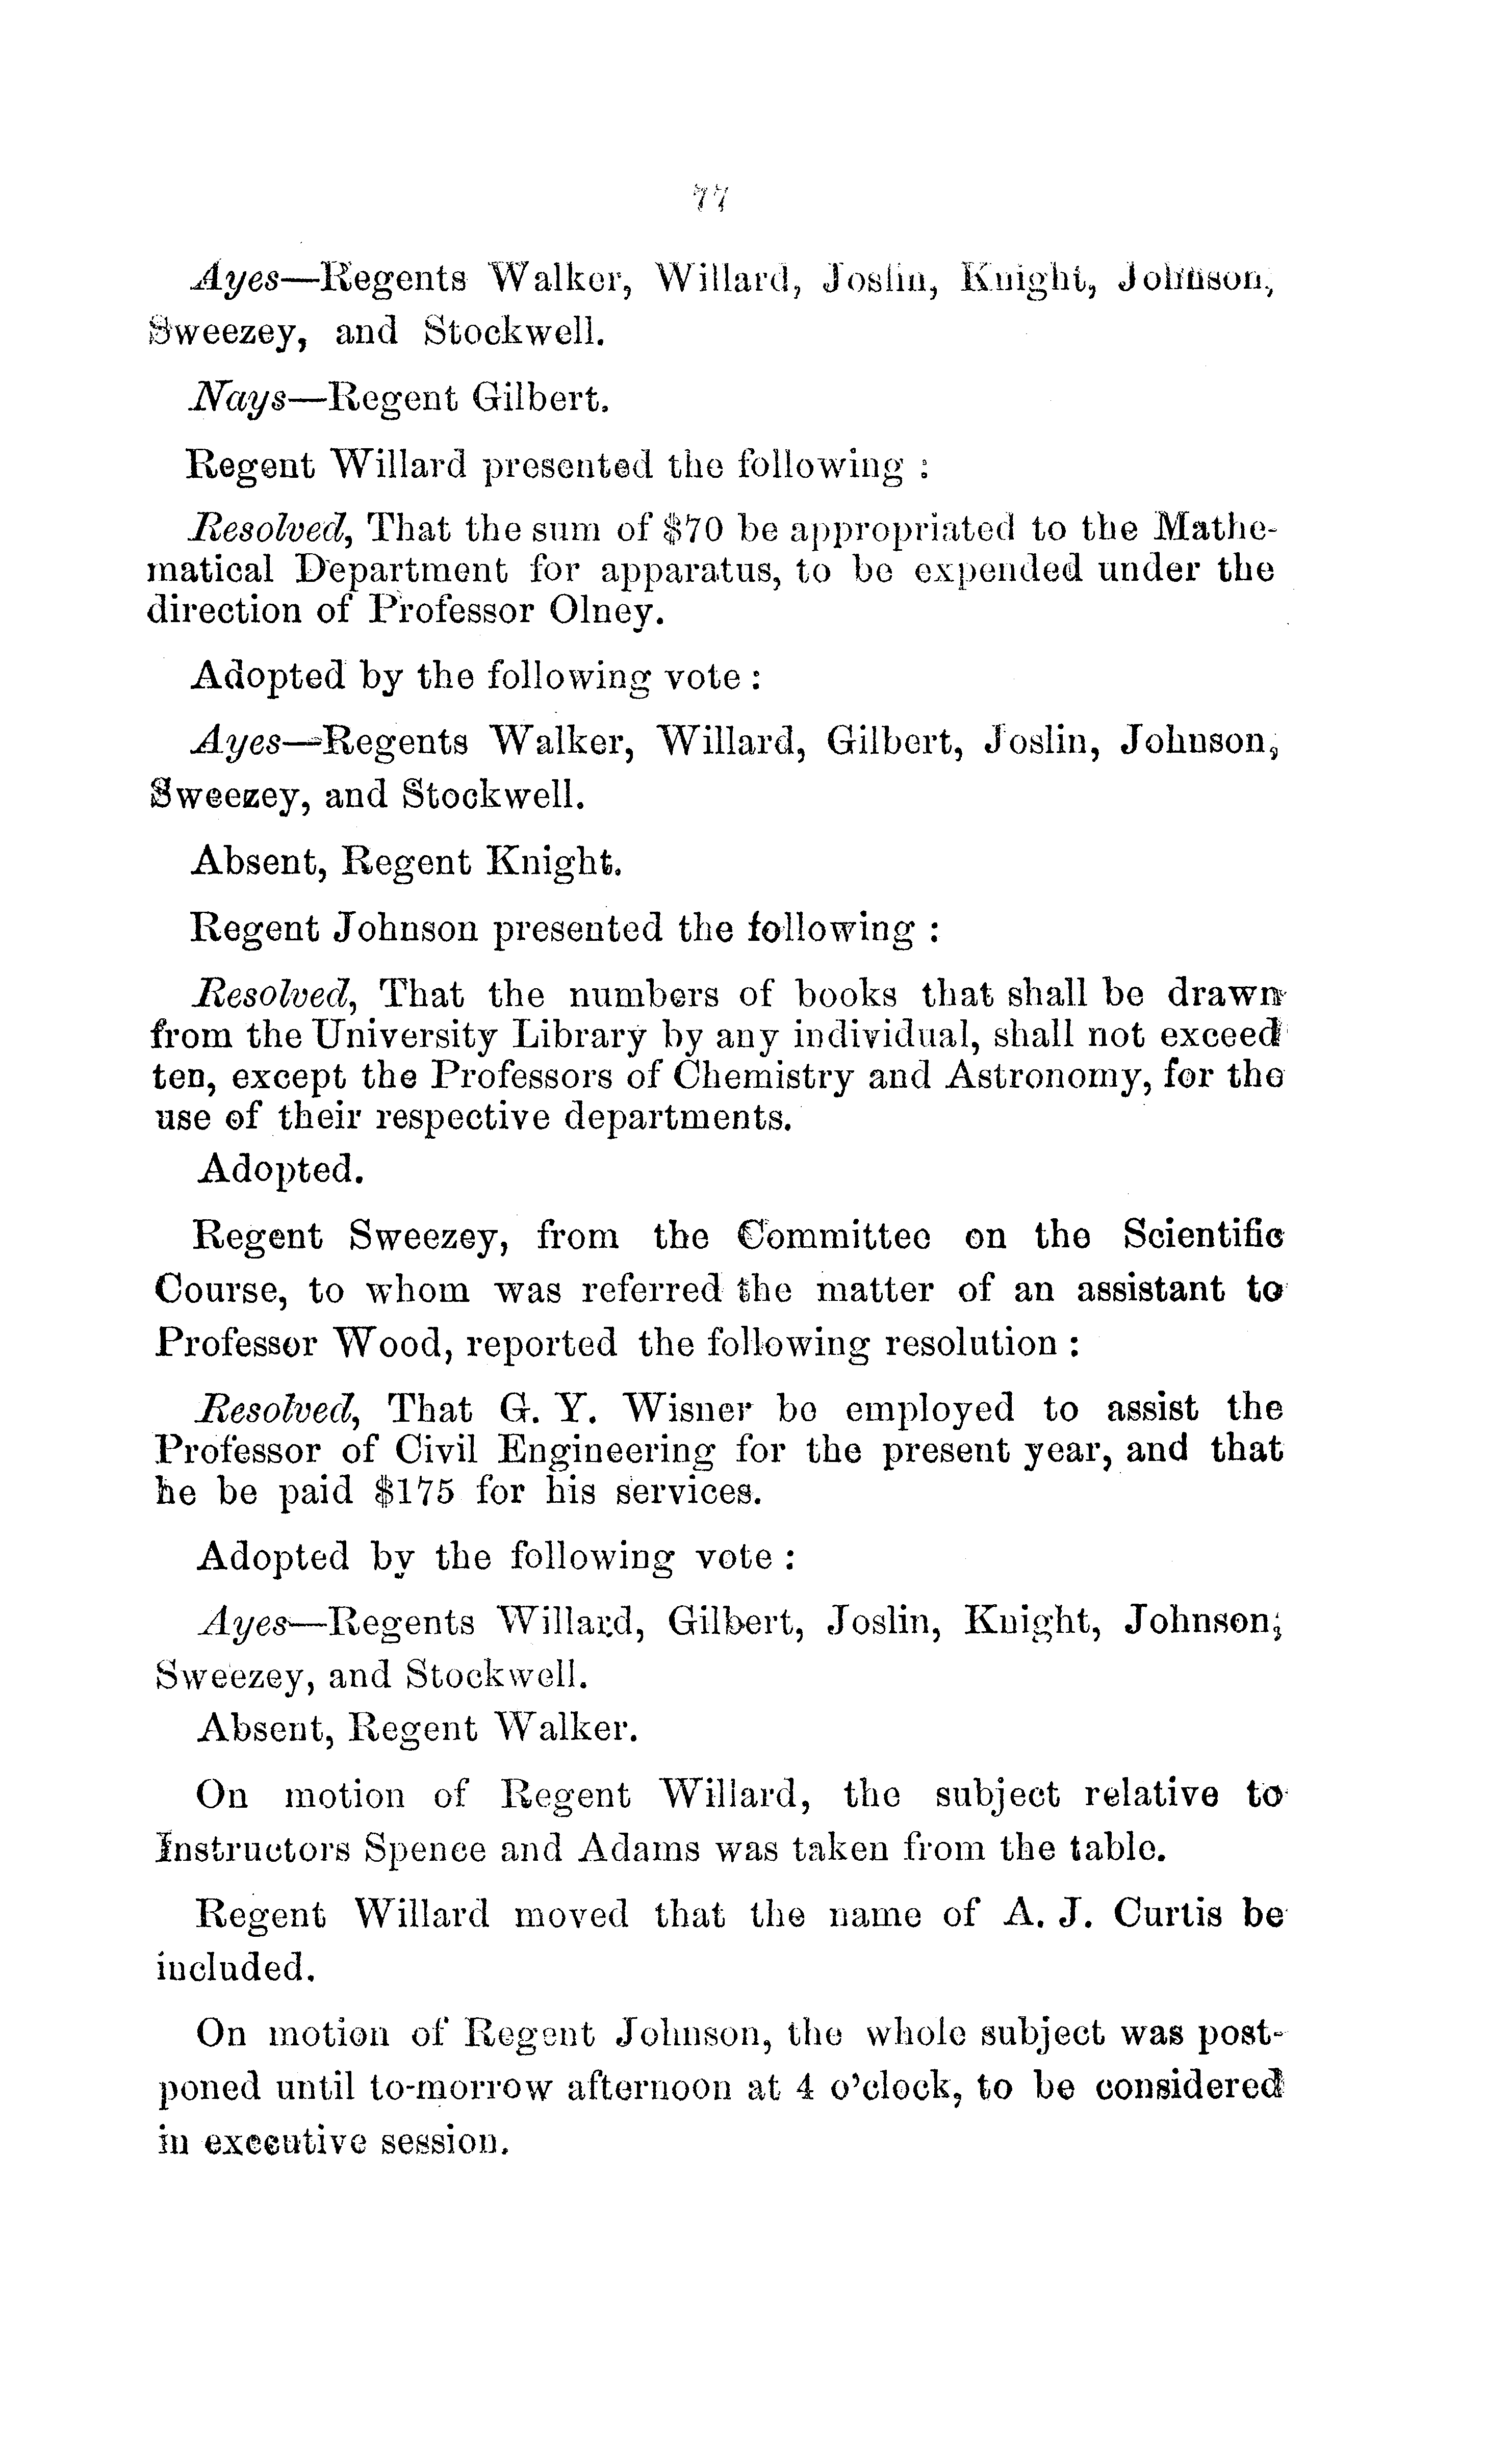 77
Ayes—Regents Walker, Willard, Joslin, Knight, Johnson,
Sweezey, and Stockwell.
Nays—Regent Gilbert.
Regent Willard presented the following :
Resolved, That the sum of $70 be appropriated to the Mathe-
matical Department for apparatus, to be expended under the
direction of Professor Olney.
Adopted by the following vote :
Ayes—Regents Walker, Willard, Gilbert, Joslin, Johnson,
Sweezey, and Stockwell.
Absent, Regent Knight.
Regent Johnson presented the following :
Resolved, That the numbers of books that shall be drawn
from the University Library by any individual, shall not exceed
ten, except the Professors of Chemistry and Astronomy, for the
use of their respective departments.
Adopted.
Regent Sweezey, from the Committee on the Scientific
Course, to whom was referred the matter of an assistant to
Professor Wood, reported the following resolution :
Resolved, That G. Y. Wisner be employed to assist the
Professor of Civil Engineering for the present year, and that
he be paid $175 for his services.
Adopted by the following vote :
Ayes—Regents Willard, Gilbert, Joslin, Knight, Johnson,
Sweezey, and Stockwell.
Absent, Regent Walker.
On motion of Regent Willard, the subject relative to
Instructors Spence and Adams was taken from the table.
Regent Willard moved that the name of A. J. Curtis be
included.
On motion of Regent Johnson, the whole subject was post-
poned until to-morrow afternoon at 4 o'clock, to be considered
in executive session.